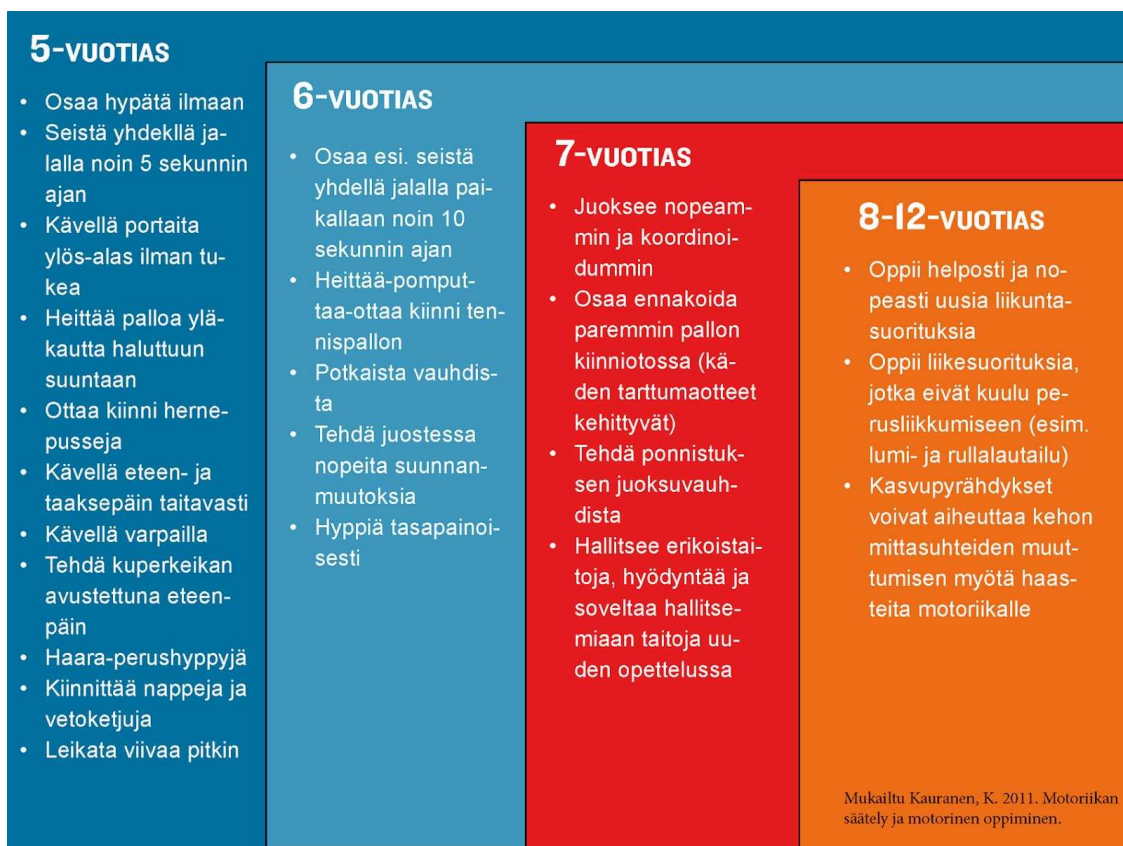 5-VUOTIAS
• Osaa hypätä ilmaan
• Seistä yhdekllä ja-
lalla noin 5 sekunnin
ajan
• Kävellä portaita
ylös-alas ilman tu-
kea
• Heittää palloa ylä-
kautta haluttuun
suuntaan
• Ottaa kiinni herne-
pusseja
• Kävellä eteen- ja
taaksepäin taitavasti
• Kävellä varpailla
• Tehdä kuperkeikan
avustettuna eteen-
päin
• Haara-perushyppyjä
• Kiinnittää nappeja ja
vetoketjuja
• Leikata viivaa pitkin
6-VUOTIAS
• Osaa esi. seistä
yhdellä jalalla pai-
kallaan noin 10
sekunnin ajan
• Heittää-pomput-
taa-ottaa kiinni ten-
nispallon
• Potkaista vauhdis-
ta
• Tehdä juostessa
nopeita suunnan-
muutoksia
• Hyppiä tasapainoi-
sesti
7-VUOTIAS
• Juoksee nopeam-
min ja koordinoi-
dummin
• Osaa ennakoida
paremmin pallon
kiinniotossa (kä-
den tarttumaotteet
kehittyvät)
• Tehdä ponnistuk-
sen juoksuvauh-
dista
• Hallitsee erikoistai-
toja, hyödyntää ja
soveltaa hallitse-
miaan taitoja uu-
den opettelussa
8-12-VUOTIAS
• Oppii helposti ja no-
peasti uusia liikunta-
suorituksia
• Oppii liikesuorituksia,
jotka eivät kuulu pe-
rusliikkumiseen (esim.
lumi- ja rullalautailu)
• Kasvupyrähdykset
voivat aiheuttaa kehon
mittasuhteiden muut-
tumisen myötä haas-
teita motoriikalle
Mukailtu Kauranen, K. 2011. Motoriikan
säätely ja motorinen oppiminen.